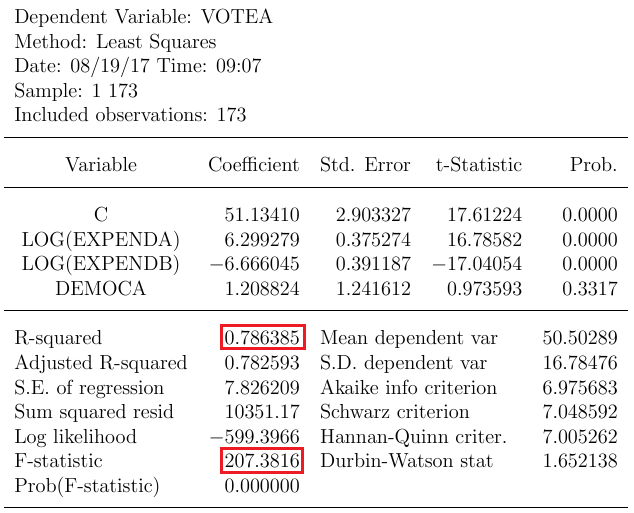 Dependent Variable: VOTEA
Method: Least Squares
Date: 08/19/17 Time: 09:07
Sample: 1 173
Included observations: 173
Variable Coefficient Std. Error t-Statistic Prob.
C 51.13410 2.903327 17.61224 0.0000
LOG(EXPENDA) 6.299279 0.375274 16.78582 0.0000
LOG(EXPENDB) −6.666045 0.391187 −17.04054 0.0000
DEMOCA 1.208824 1.241612 0.973593 0.3317
R-squared 0.786385 Mean dependent var 50.50289
Adjusted R-squared 0.782593 S.D. dependent var 16.78476
S.E. of regression 7.826209 Akaike info criterion 6.975683
Sum squared resid 10351.17 Schwarz criterion 7.048592
Log likelihood −599.3966 Hannan-Quinn criter. 7.005262
F-statistic 207.3816 Durbin-Watson stat 1.652138
Prob(F-statistic) 0.000000